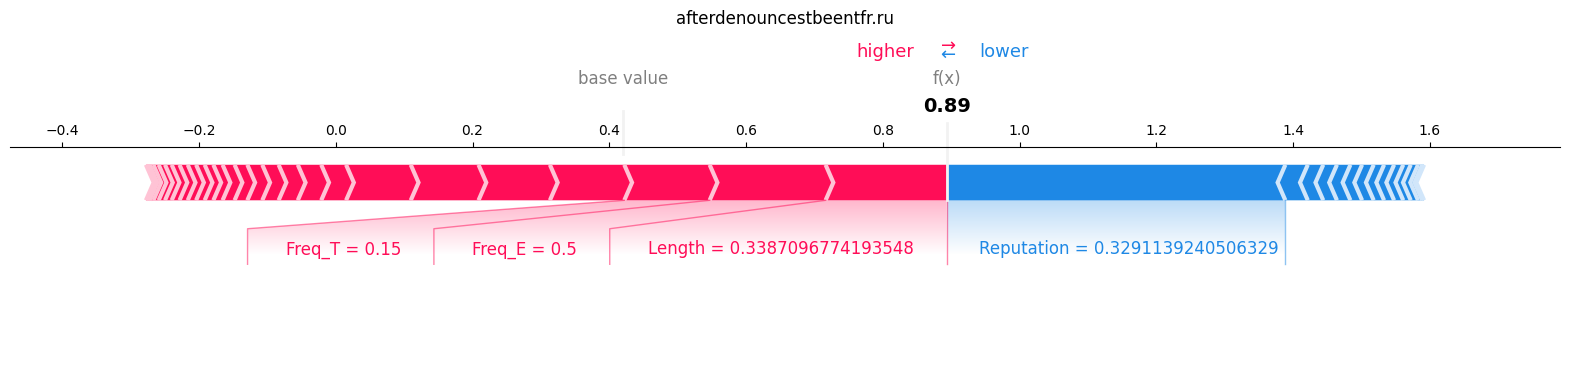 afterdenouncestbeentfr.ru
higher → ← lower
base value f(x)
0.89
−0.4 −0.2 0.0 0.2 0.4 0.6 0.8 1.0 1.2 1.4 1.6
Freq_T = 0.15 Freq_E = 0.5 Length = 0.3387096774193548 Reputation = 0.3291139240506329